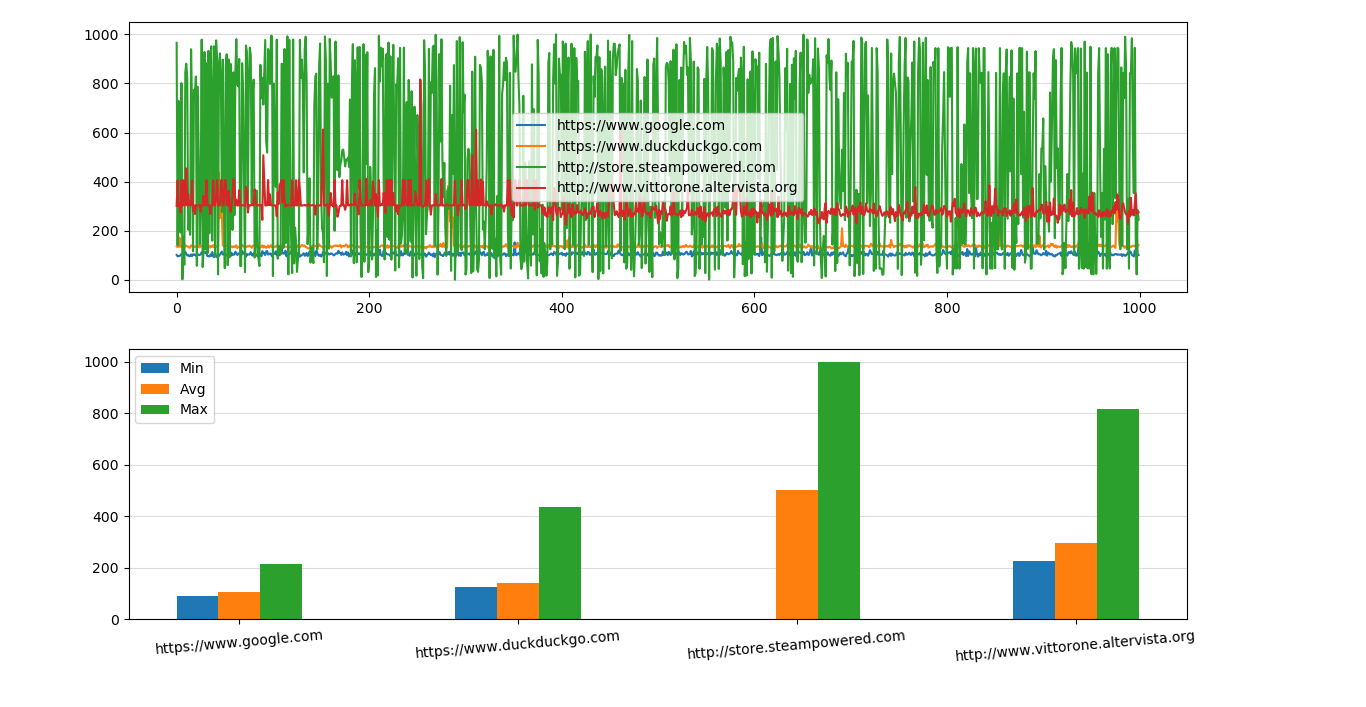 1000
800
600
400
200
0
https://www.google.com
https://www.duckduckgo.com
http://store.steampowered.com
http://www.vittorone.altervista.org
0 200 400 600 800 1000
1000
800
600
400
200
0
Min
Avg
Max
https://www.google.com https://www.duckduckgo.com http://store.steampowered.com http://www.vittorone.altervista.org